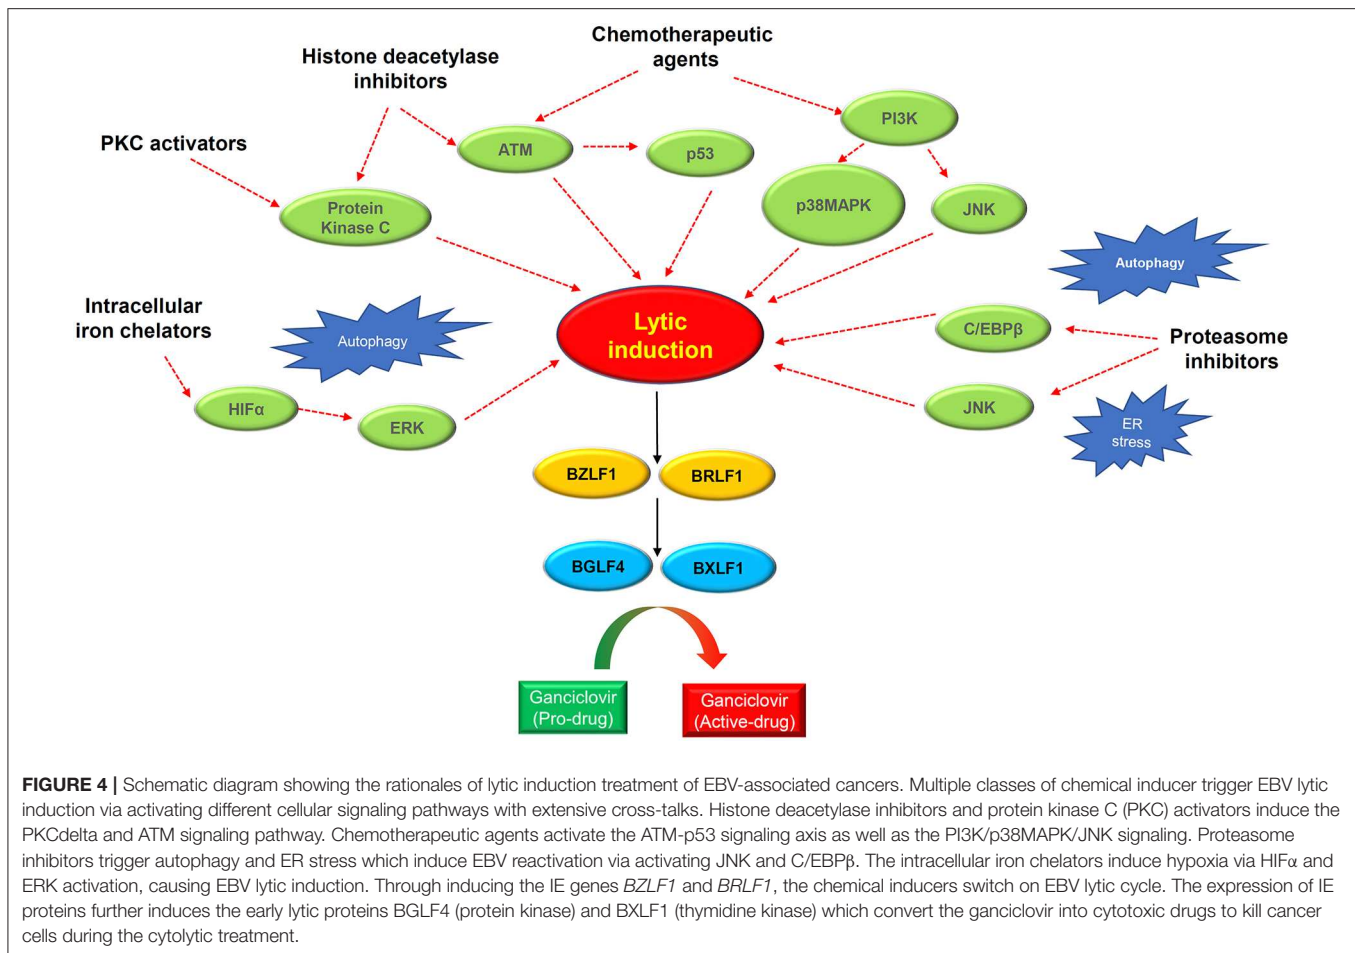 Chemotherapeutic
agents
Histone deacetylase
inhibitors
PKC activators
PI3K
ATM
p53
p38MAPK
JNK
Protein
Kinase C
Autophagy
Intracellular
iron chelators
Autophagy
Lytic
induction
C/EBPβ
Proteasome
inhibitors
HIFα
ERK
JNK
ER
stress
BZLF1
BRLF1
BGLF4
BXLF1
Ganciclovir
(Pro-drug)
Ganciclovir
(Active-drug)
FIGURE 4 | Schematic diagram showing the rationales of lytic induction treatment of EBV-associated cancers. Multiple classes of chemical inducer trigger EBV lytic
induction via activating different cellular signaling pathways with extensive cross-talks. Histone deacetylase inhibitors and protein kinase C (PKC) activators induce the
PKCdelta and ATM signaling pathway. Chemotherapeutic agents activate the ATM-p53 signaling axis as well as the PI3K/p38MAPK/JNK signaling. Proteasome
inhibitors trigger autophagy and ER stress which induce EBV reactivation via activating JNK and C/EBPβ. The intracellular iron chelators induce hypoxia via HIFα and
ERK activation, causing EBV lytic induction. Through inducing the IE genes BZLF1 and BRLF1, the chemical inducers switch on EBV lytic cycle. The expression of IE
proteins further induces the early lytic proteins BGLF4 (protein kinase) and BXLF1 (thymidine kinase) which convert the ganciclovir into cytotoxic drugs to kill cancer
cells during the cytolytic treatment.